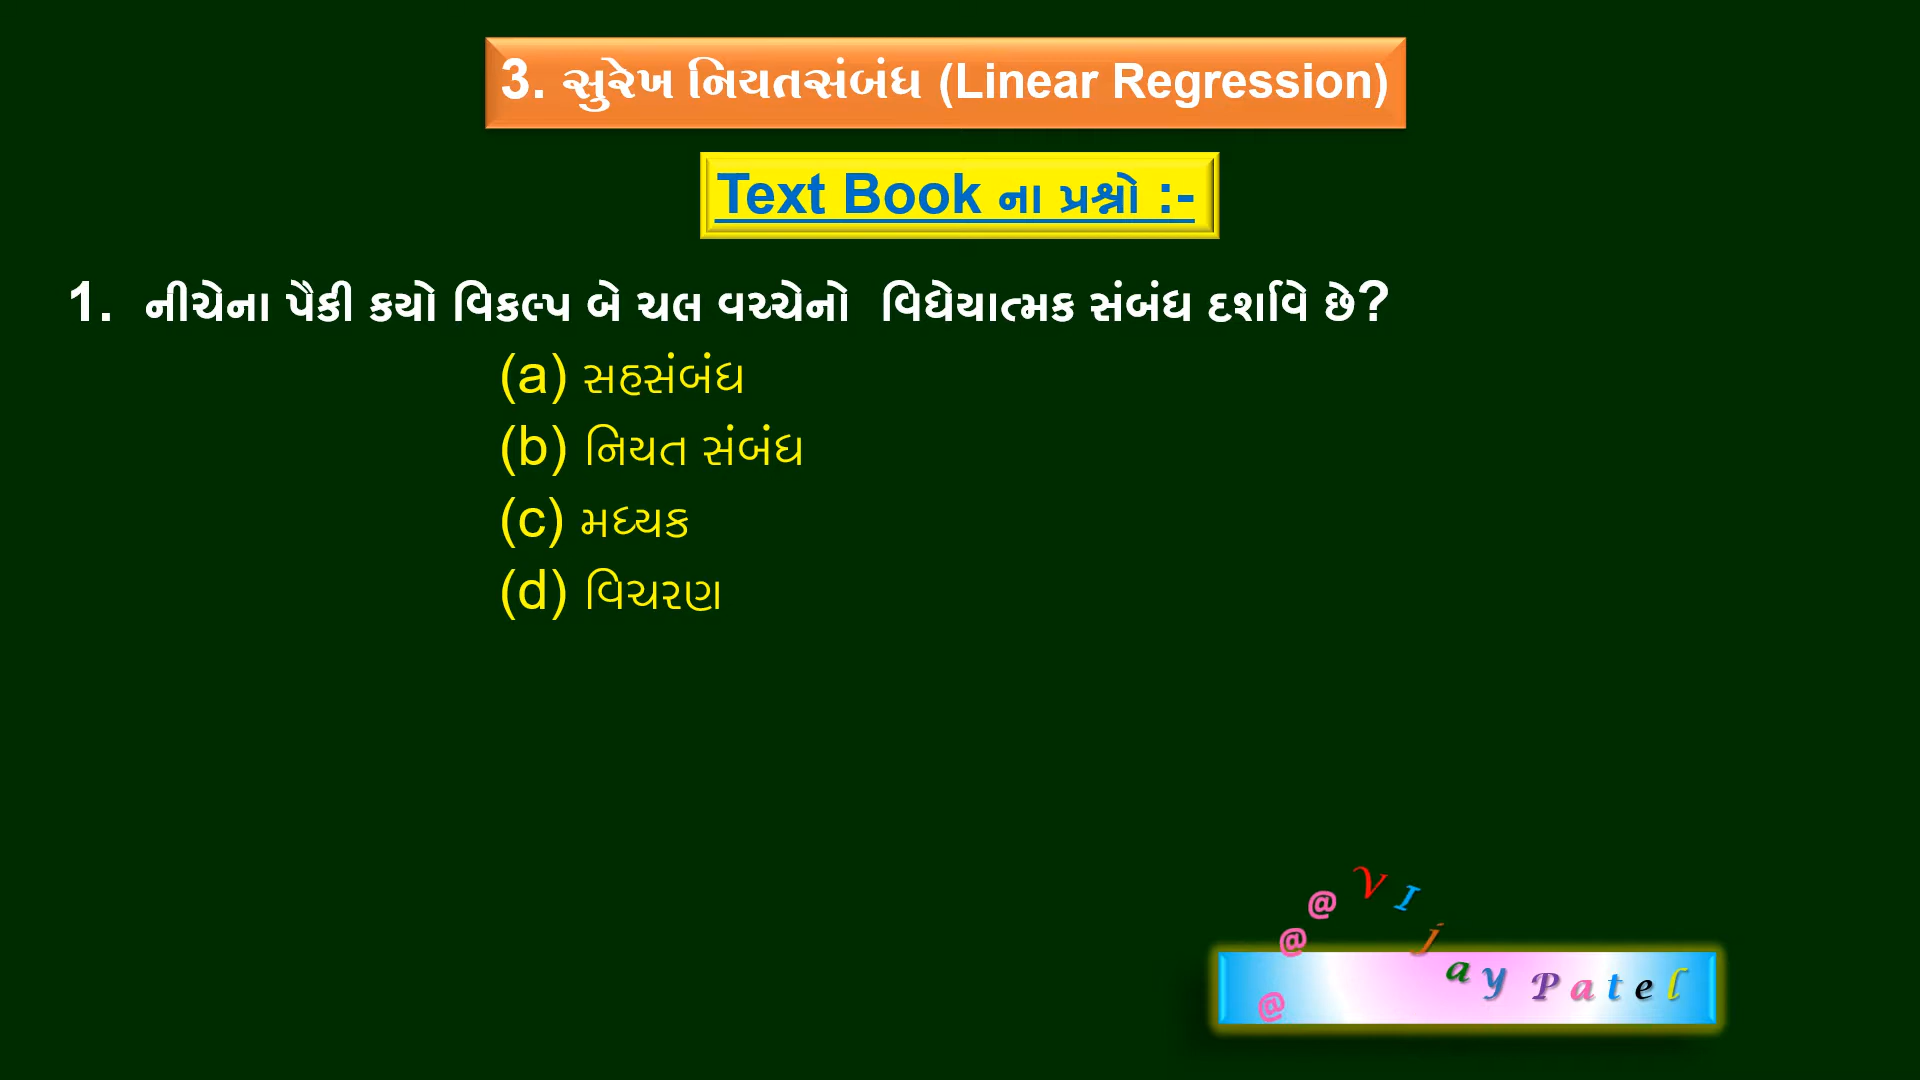 3. સુરેખ નિયતસંબંધ (Linear Regression)
Text Book ના પ્રશ્નો :-
1. નીચેના પૈકી કયો વિકલ્પ બે ચલ વચ્ચેનો વિધેયાત્મક સંબંધ દર્શાવે છે?
(a) સહસંબંધ
(b) નિયત સંબંધ
(c) મધ્યક
(d) વિચરણ
@ @ @ VIjay Patel